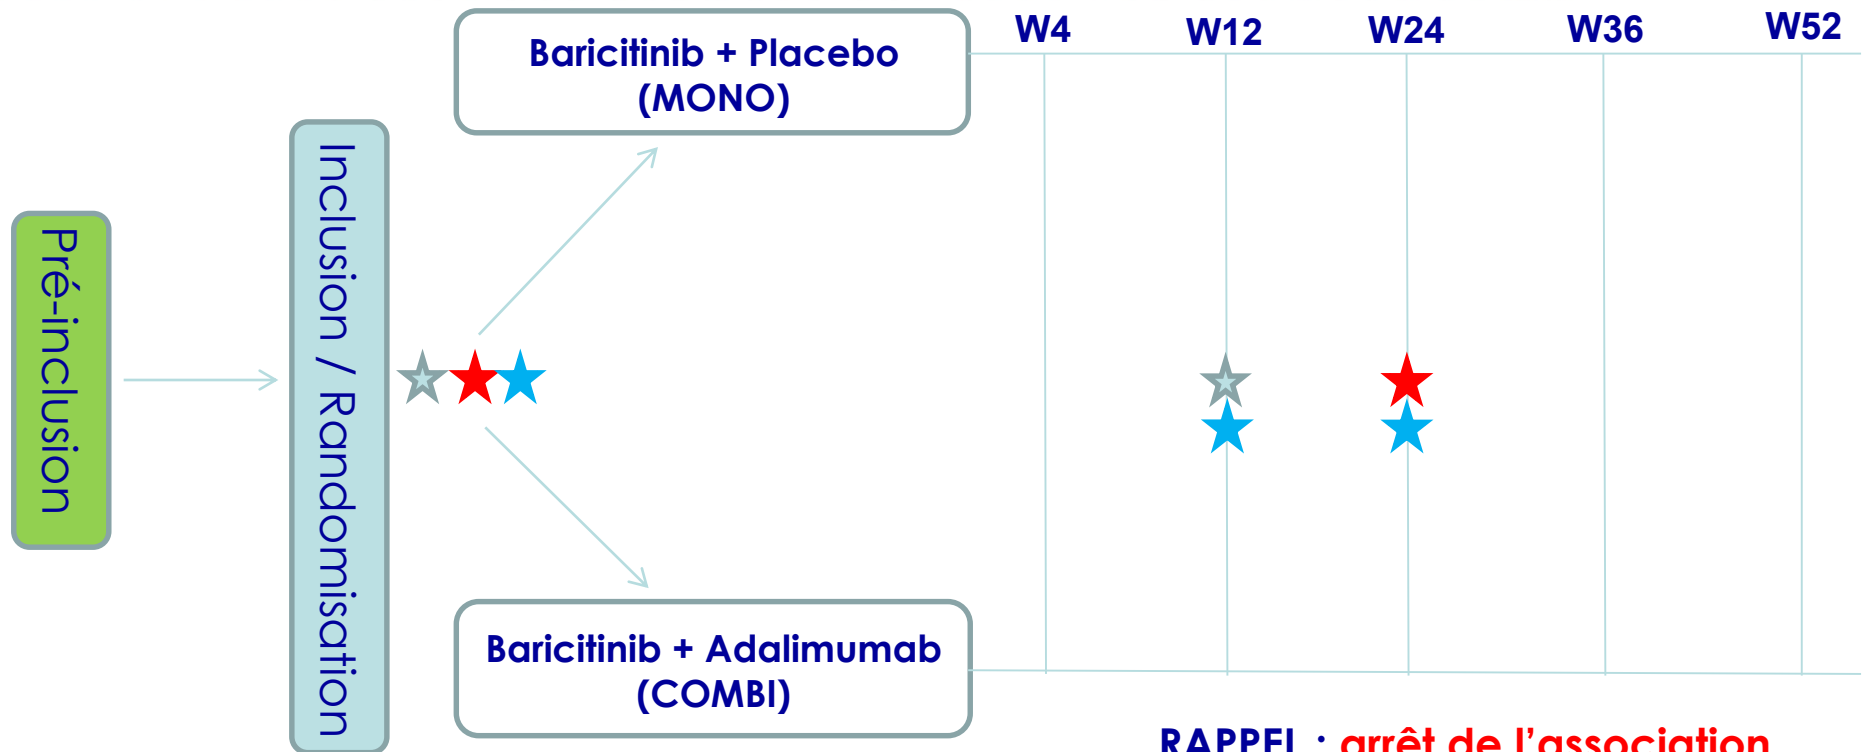 Pré-inclusion
Inclusion / Randomisation
Baricitinib + Placebo
(MONO)
Baricitinib + Adalimumab
(COMBI)
W4 W12 W24 W36 W52
RAPPEL : arrêt de l'association